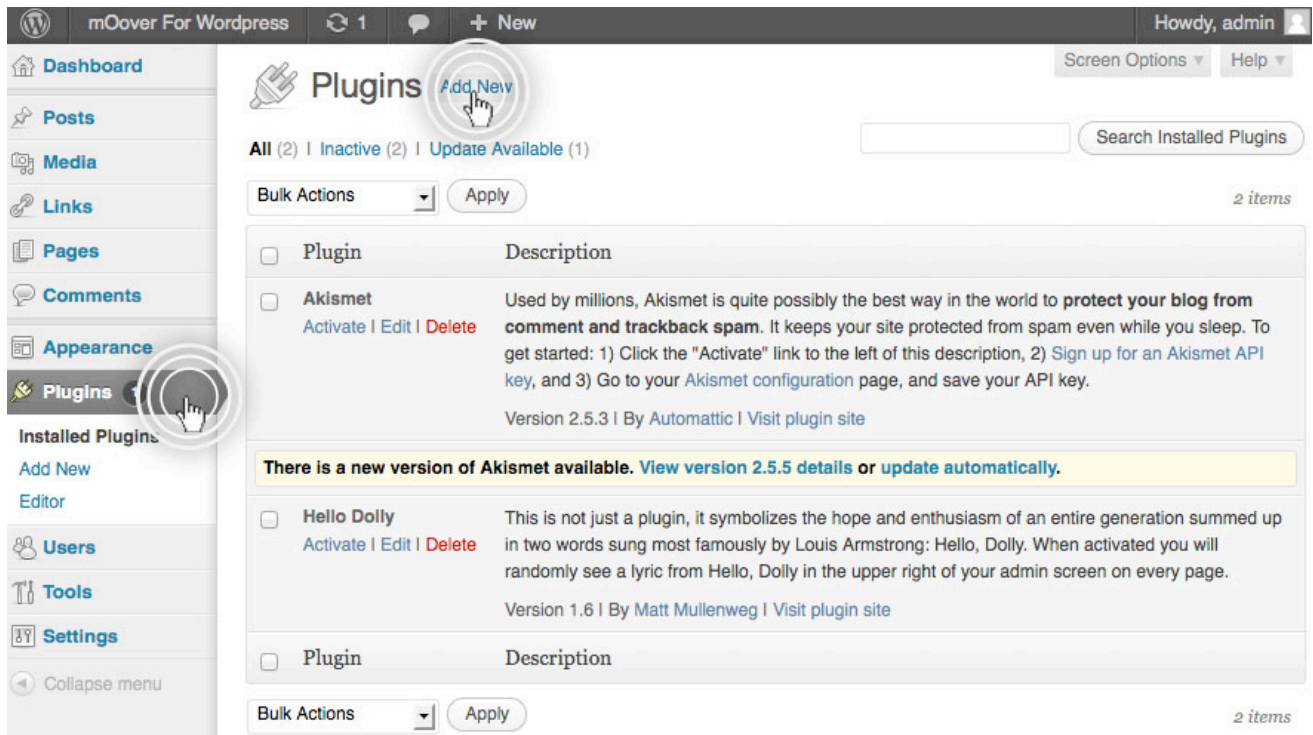 mOover For Wordpress 1 + New Howdy, admin
Dashboard
Posts
Media
Links
Pages
Comments
Appearance
Plugins 1
Installed Plugins
Add New
Editor
Users
Tools
Settings
Collapse menu
Screen Options Help
Plugins Add New
All (2) | Inactive (2) | Update Available (1)
Search Installed Plugins
Bulk Actions Apply 2 items
Plugin Description
Akismet
Activate | Edit | Delete
Used by millions, Akismet is quite possibly the best way in the world to protect your blog from
comment and trackback spam. It keeps your site protected from spam even while you sleep. To
get started: 1) Click the "Activate" link to the left of this description, 2) Sign up for an Akismet API
key, and 3) Go to your Akismet configuration page, and save your API key.
Version 2.5.3 | By Automattic | Visit plugin site
There is a new version of Akismet available. View version 2.5.5 details or update automatically.
Hello Dolly
Activate | Edit | Delete
This is not just a plugin, it symbolizes the hope and enthusiasm of an entire generation summed up
in two words sung most famously by Louis Armstrong: Hello, Dolly. When activated you will
randomly see a lyric from Hello, Dolly in the upper right of your admin screen on every page.
Version 1.6 | By Matt Mullenweg | Visit plugin site
Plugin Description
Bulk Actions Apply 2 items